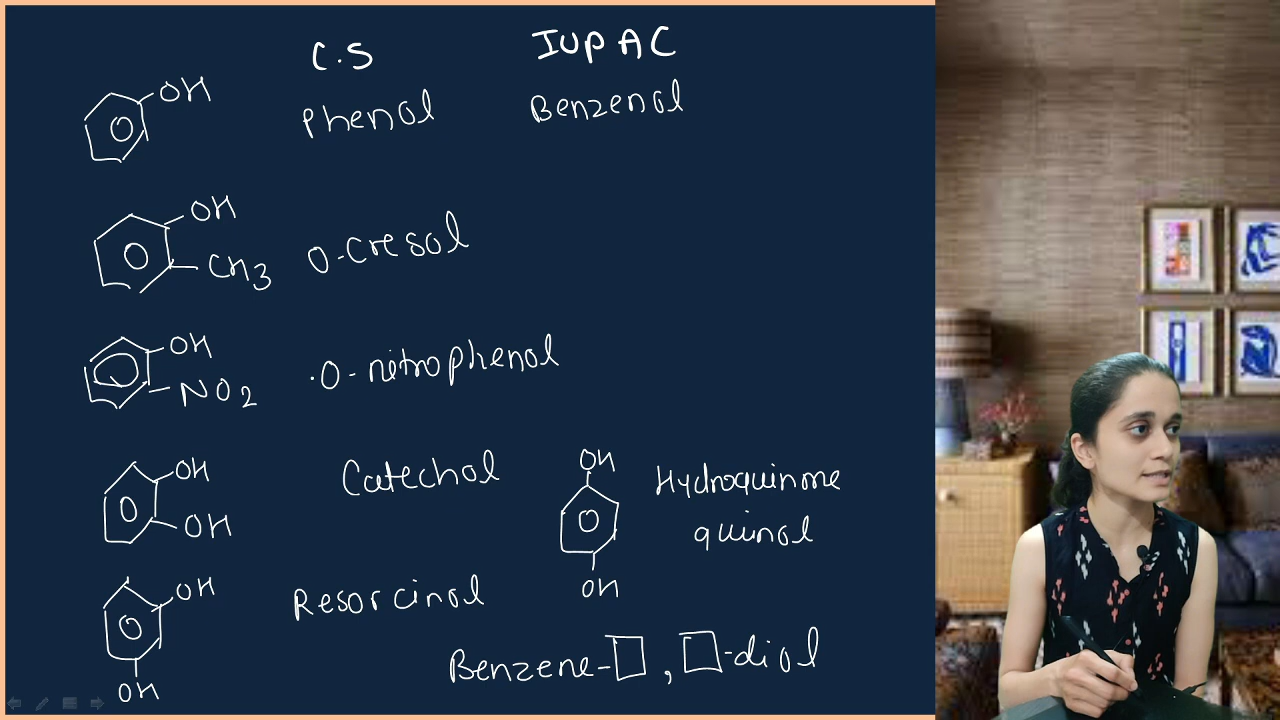 C.S IUPAC
OH Phenol Benzenol
OH
CH3 O-cresol
OH
NO2 .O-nitrophenol
OH Catechol OH Hydroquinone
OH quinol
OH
OH Resorcinol
OH
Benzene-□,□-diol